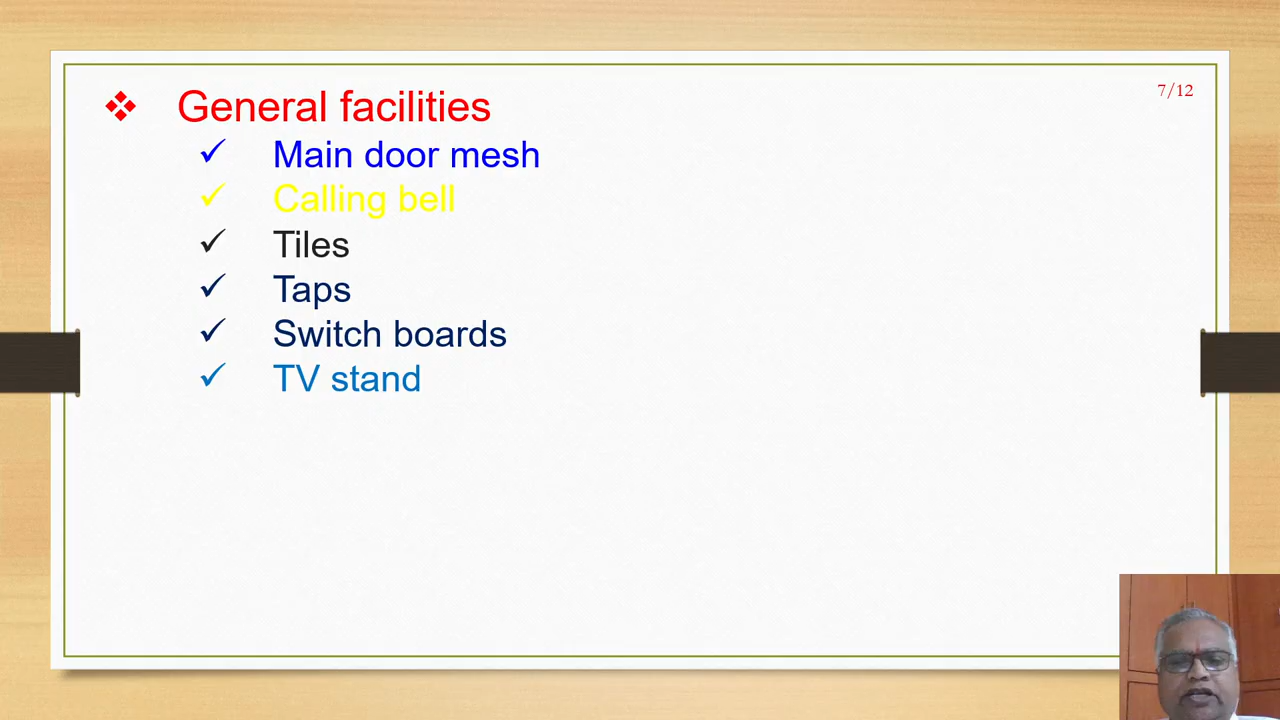 General facilities
7/12
Main door mesh
Calling bell
Tiles
Taps
Switch boards
TV stand